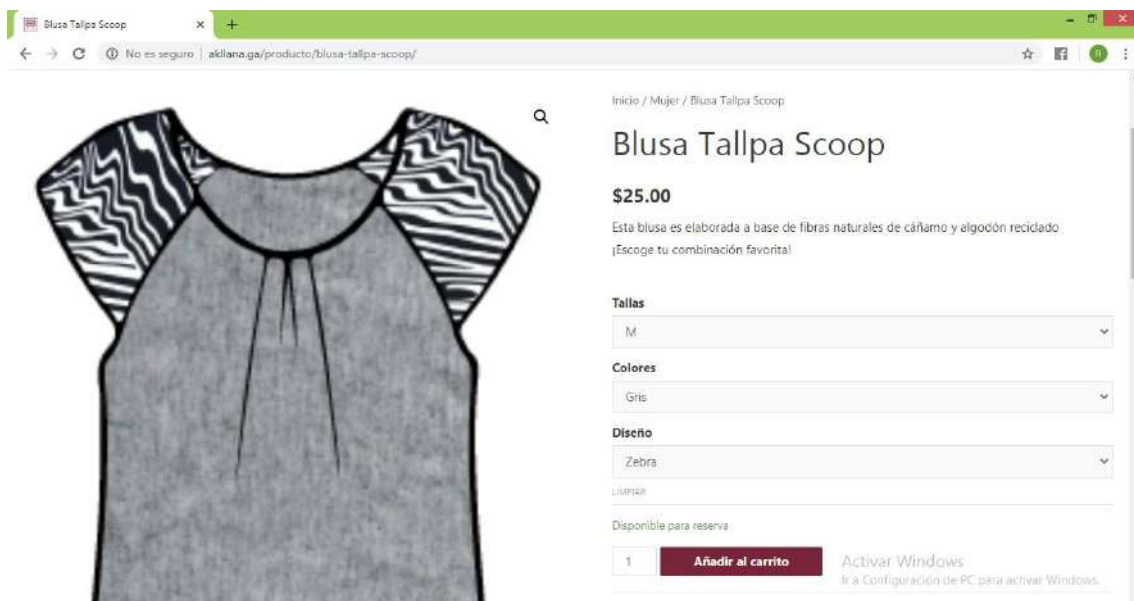 Blusa Tallpa Scoop
No es seguro | akllana.ga/producto/blusa-tallpa-scoop/
Inicio / Mujer / Blusa Tallpa Scoop
Blusa Tallpa Scoop
$25.00
Esta blusa es elaborada a base de fibras naturales de cáñamo y algodón reciclado
¡Escoge tu combinación favorita!
Tallas
M
Colores
Gris
Diseño
Zebra
LIMPIAR
Disponible para reserva
1
Añadir al carrito
Activar Windows
Ir a Configuración de PC para activar Windows.